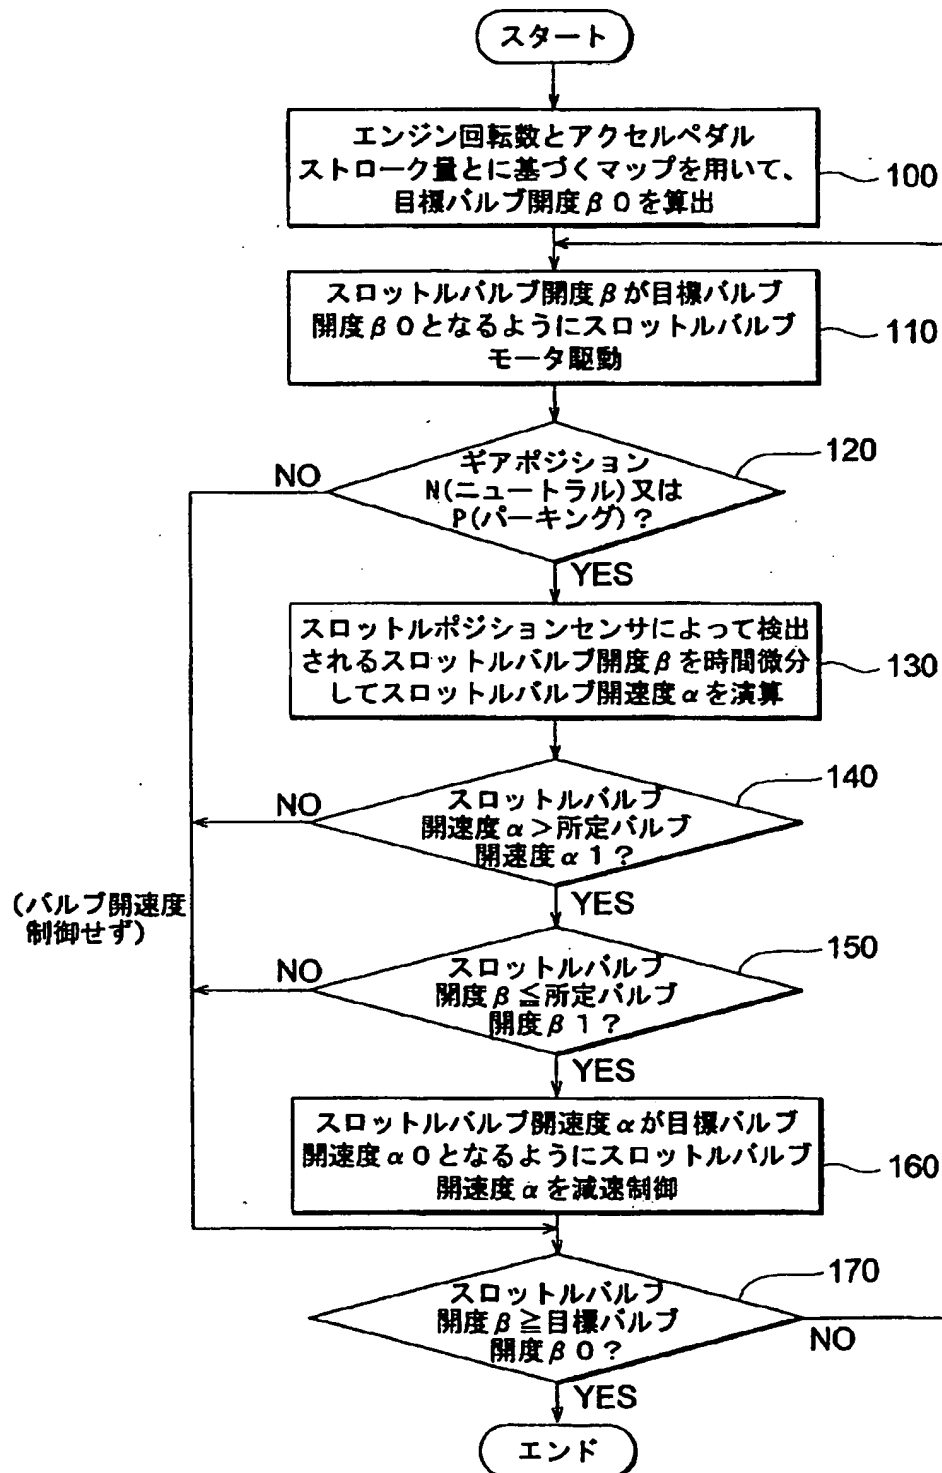 スタート
エンジン回転数とアクセルペダル
ストローク量とに基づくマップを用いて、
目標バルブ開度β0を算出
100
スロットルバルブ開度βが目標バルブ
開度β0となるようにスロットルバルブ
モータ駆動
110
ギアポジション
N(ニュートラル)又は
P(パーキング)?
120
NO
YES
スロットルポジションセンサによって検出
されるスロットルバルブ開度βを時間微分
してスロットルバルブ開速度αを演算
130
スロットルバルブ
開速度α>所定バルブ
開速度α1?
140
NO
YES
(バルブ開速度
制御せず)
スロットルバルブ
開度β≦所定バルブ
開度β1?
150
NO
YES
スロットルバルブ開速度αが目標バルブ
開速度α0となるようにスロットルバルブ
開速度αを減速制御
160
スロットルバルブ
開度β≧目標バルブ
開度β0?
170
NO
YES
エンド